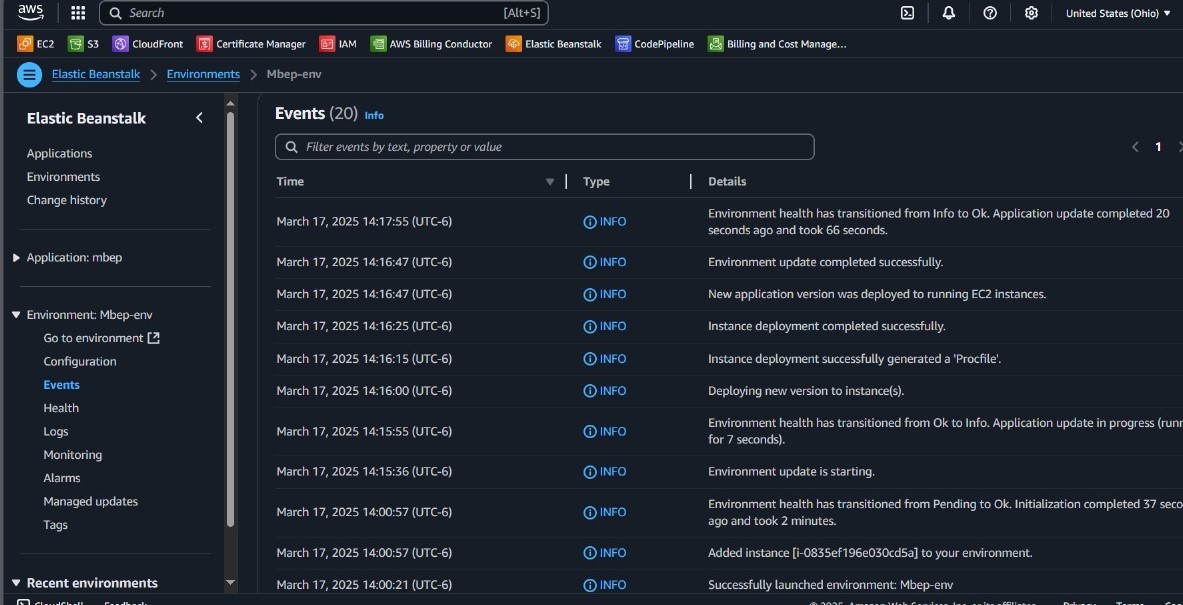 aws
Search [Alt+S] United States (Ohio)
EC2 S3 CloudFront Certificate Manager IAM AWS Billing Conductor Elastic Beanstalk CodePipeline Billing and Cost Manage...
Elastic Beanstalk Environments Mbep-env
Elastic Beanstalk
Applications
Environments
Change history
Application: mbep
Environment: Mbep-env
Go to environment
Configuration
Events
Health
Logs
Monitoring
Alarms
Managed updates
Tags
Recent environments
Events (20) Info
Filter events by text, property or value
1
Time Type Details
March 17, 2025 14:17:55 (UTC-6) INFO Environment health has transitioned from Info to Ok. Application update completed 20
seconds ago and took 66 seconds.
March 17, 2025 14:16:47 (UTC-6) INFO Environment update completed successfully.
March 17, 2025 14:16:47 (UTC-6) INFO New application version was deployed to running EC2 instances.
March 17, 2025 14:16:25 (UTC-6) INFO Instance deployment completed successfully.
March 17, 2025 14:16:15 (UTC-6) INFO Instance deployment successfully generated a 'Procfile'.
March 17, 2025 14:16:00 (UTC-6) INFO Deploying new version to instance(s).
March 17, 2025 14:15:55 (UTC-6) INFO Environment health has transitioned from Ok to Info. Application update in progress (runn
for 7 seconds).
March 17, 2025 14:15:36 (UTC-6) INFO Environment update is starting.
March 17, 2025 14:00:57 (UTC-6) INFO Environment health has transitioned from Pending to Ok. Initialization completed 37 seco
ago and took 2 minutes.
March 17, 2025 14:00:57 (UTC-6) INFO Added instance [i-0835ef196e030cd5a] to your environment.
March 17, 2025 14:00:21 (UTC-6) INFO Successfully launched environment: Mbep-env
CloudShell Feedback © 2025, Amazon Web Services, Inc. or its affiliates. Privacy Terms